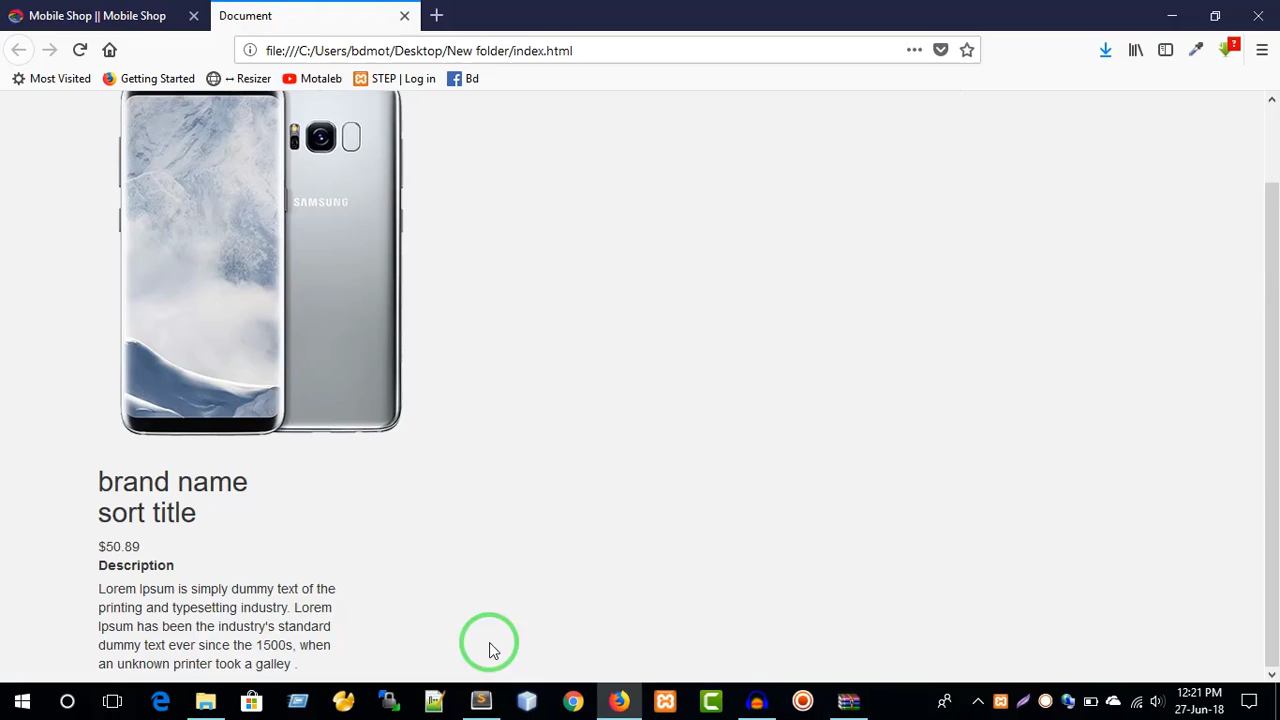 Mobile Shop || Mobile Shop
Document
file:///C:/Users/bdmot/Desktop/New folder/index.html
Most Visited
Getting Started
↔ Resizer
Motaleb
STEP | Log in
Bd
SAMSUNG
brand name
sort title
$50.89
Description
Lorem Ipsum is simply dummy text of the
printing and typesetting industry. Lorem
Ipsum has been the industry's standard
dummy text ever since the 1500s, when
an unknown printer took a galley .
12:21 PM
27-Jun-18